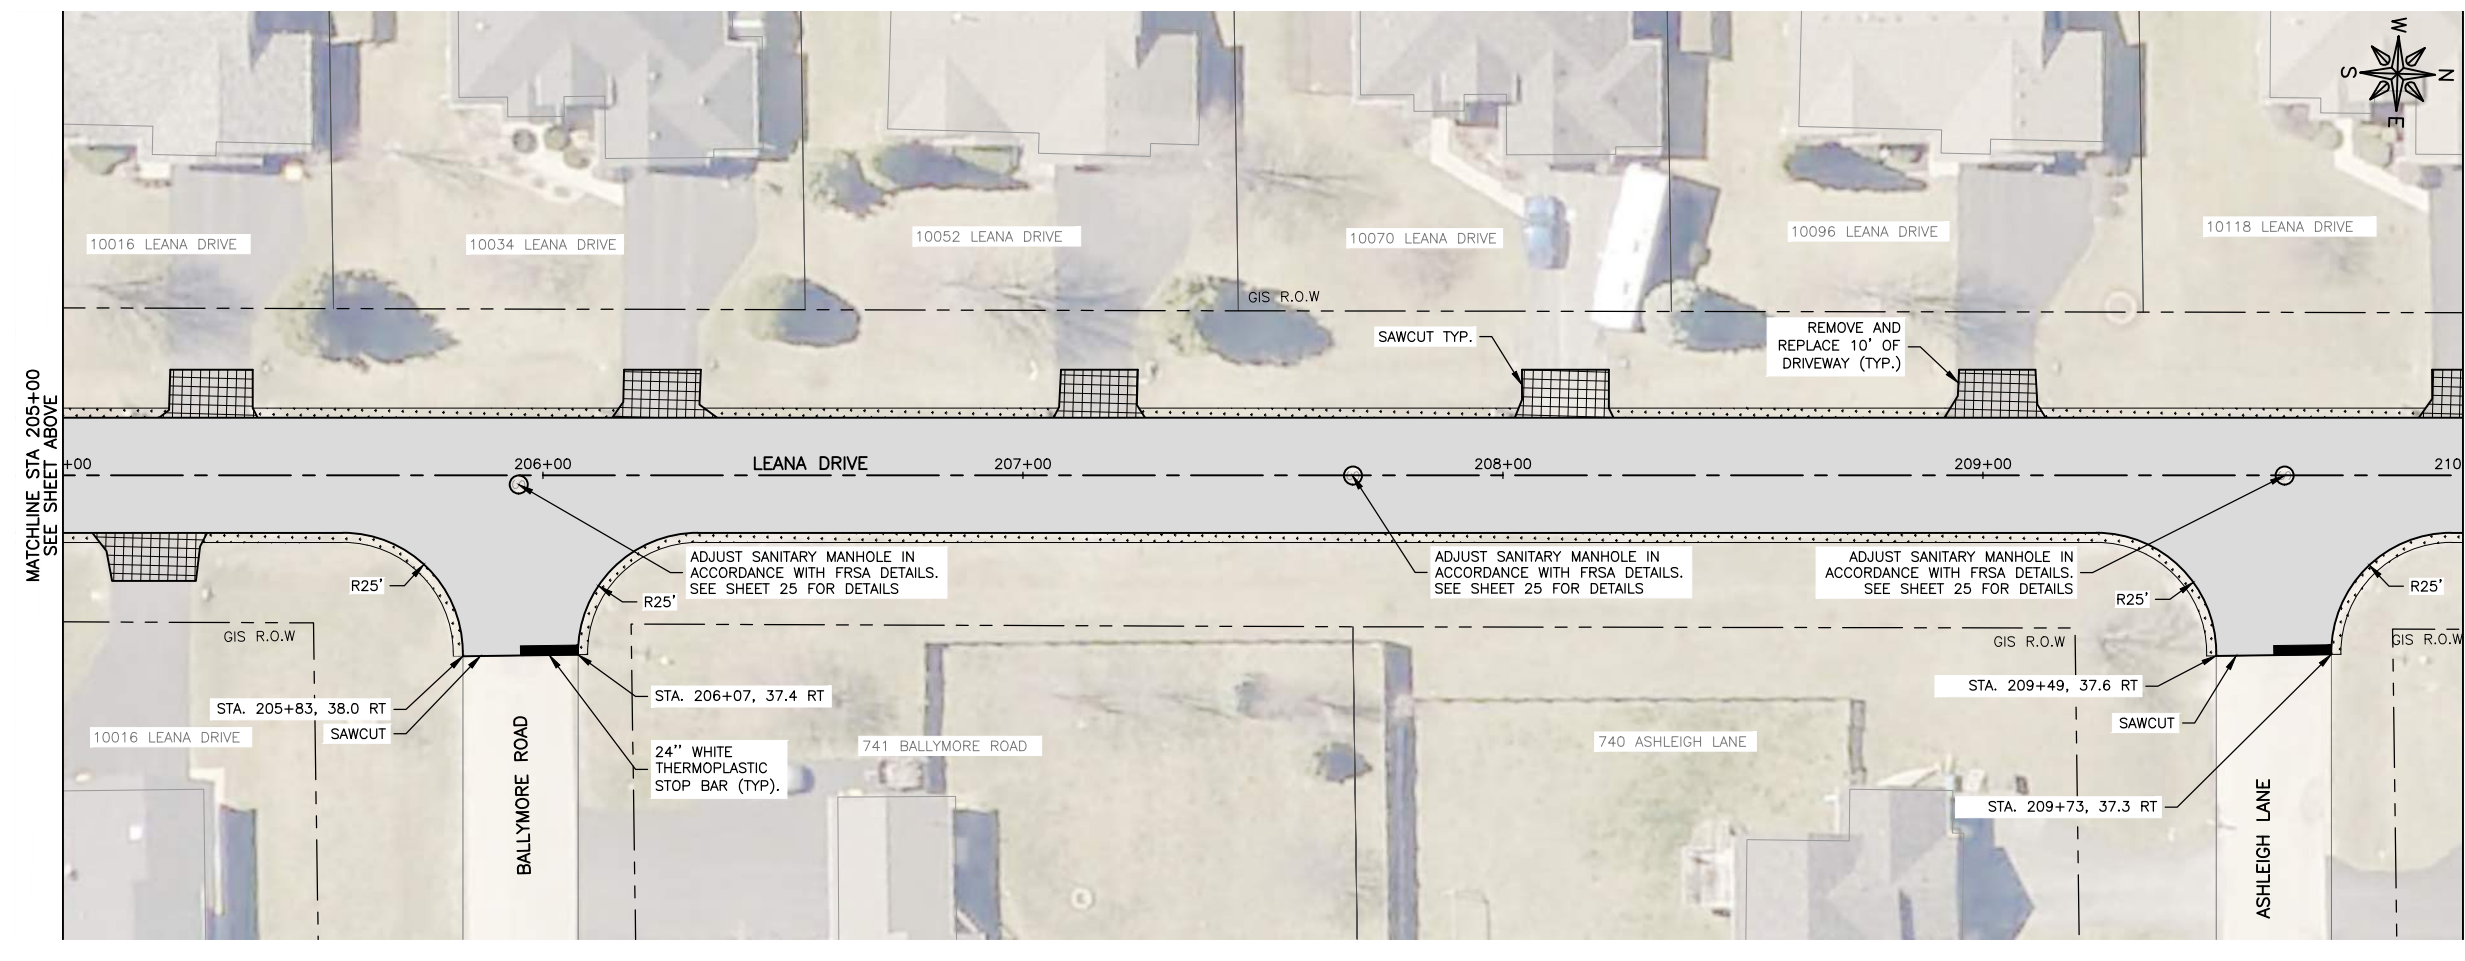 W
N
S
E
10016 LEANA DRIVE
10034 LEANA DRIVE
10052 LEANA DRIVE
10070 LEANA DRIVE
10096 LEANA DRIVE
10118 LEANA DRIVE
GIS R.O.W
SAWCUT TYP.
REMOVE AND
REPLACE 10' OF
DRIVEWAY (TYP.)
MATCHLINE STA 205+00
SEE SHEET ABOVE
+00
206+00
LEANA DRIVE
207+00
208+00
209+00
210
R25'
R25'
ADJUST SANITARY MANHOLE IN
ACCORDANCE WITH FRSA DETAILS.
SEE SHEET 25 FOR DETAILS
ADJUST SANITARY MANHOLE IN
ACCORDANCE WITH FRSA DETAILS.
SEE SHEET 25 FOR DETAILS
ADJUST SANITARY MANHOLE IN
ACCORDANCE WITH FRSA DETAILS.
SEE SHEET 25 FOR DETAILS
R25'
R25'
GIS R.O.W
GIS R.O.W
GIS R.O.W
STA. 205+83, 38.0 RT
SAWCUT
STA. 206+07, 37.4 RT
STA. 209+49, 37.6 RT
SAWCUT
10016 LEANA DRIVE
BALLYMORE ROAD
24" WHITE
THERMOPLASTIC
STOP BAR (TYP).
741 BALLYMORE ROAD
740 ASHLEIGH LANE
STA. 209+73, 37.3 RT
ASHLEIGH LANE